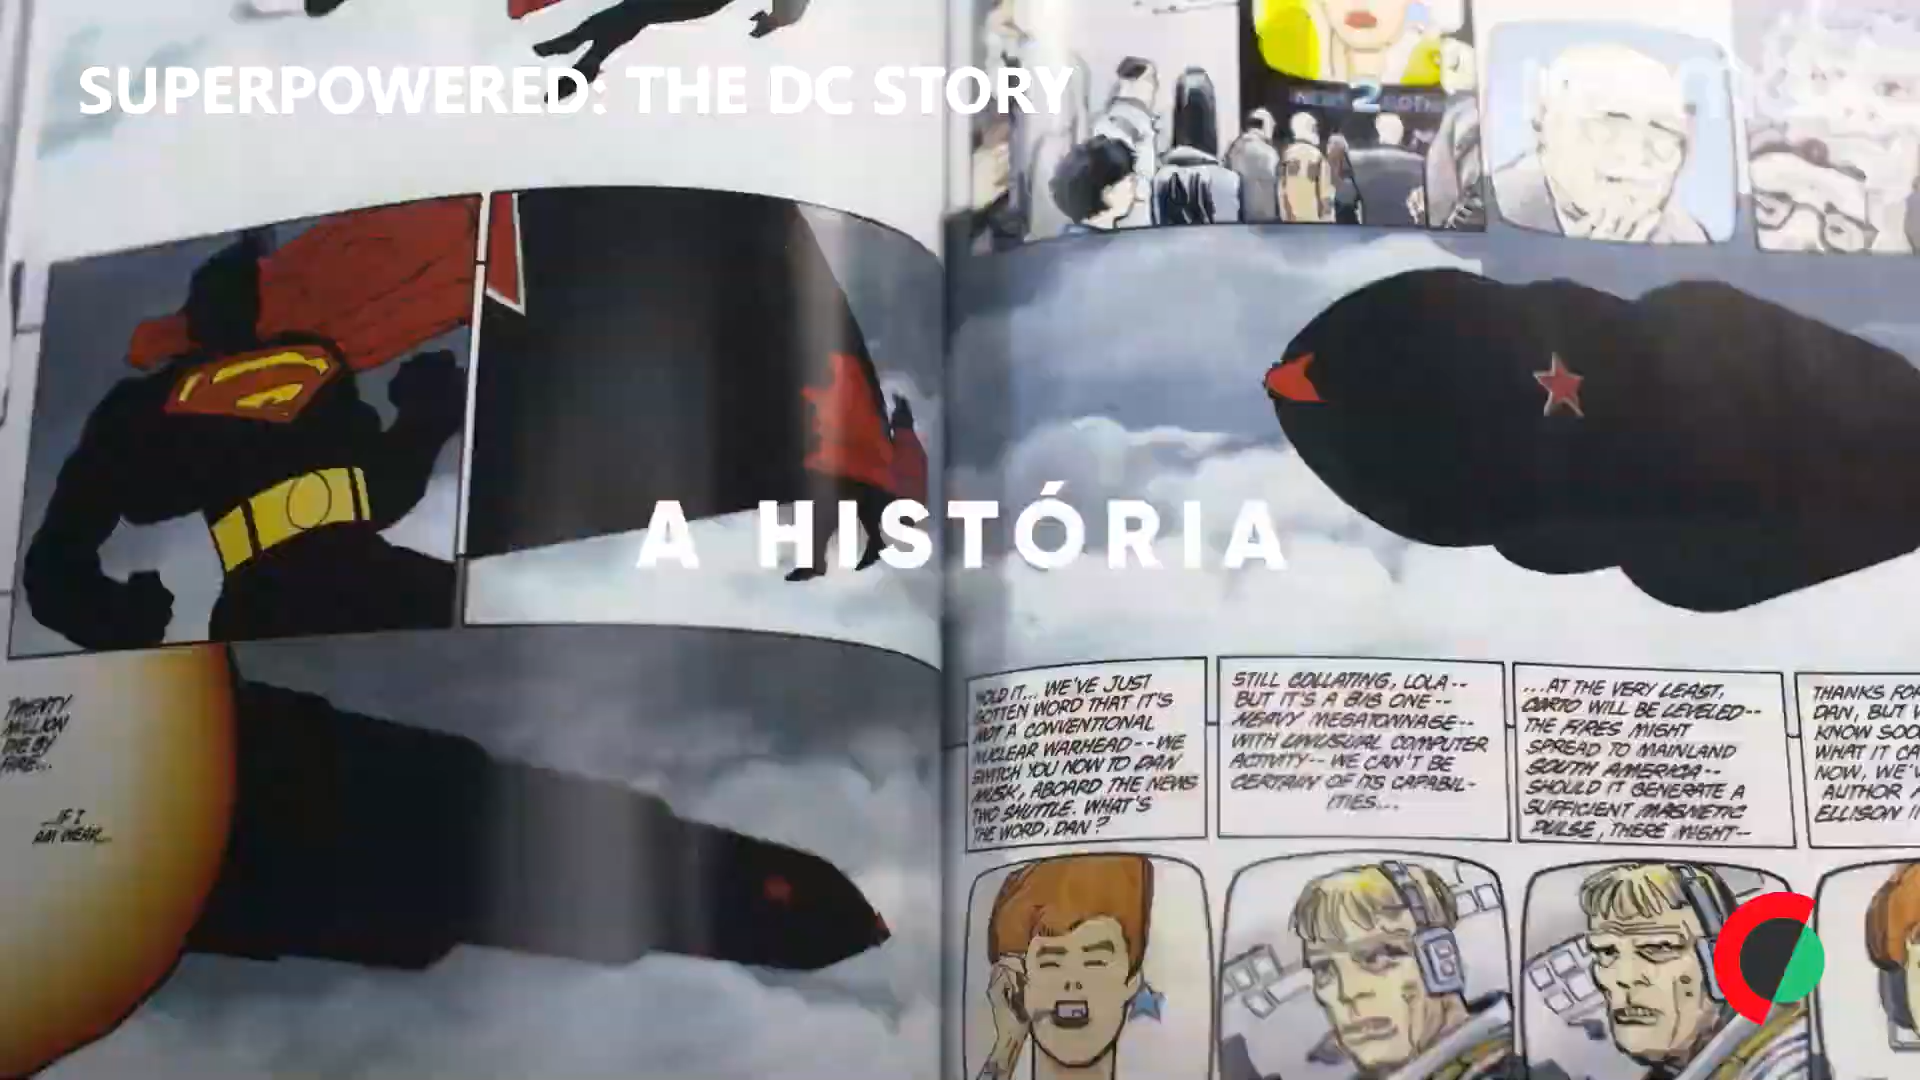 SUPERPOWERED: THE DC STORY
A HISTÓRIA
TWENTY
MILLION
DIE BY
FIRE...
...IF I
AM WEAK...
HOLD IT... WE'VE JUST
GOTTEN WORD THAT IT'S
NOT A CONVENTIONAL
NUCLEAR WARHEAD--WE
SWITCH YOU NOW TO DAN
MUSK, ABOARD THE NEWS
TWO SHUTTLE. WHAT'S
THE WORD, DAN?
STILL COLLATING, LOLA--
BUT IT'S A BIG ONE--
HEAVY MEGATONNAGE--
WITH UNUSUAL COMPUTER
ACTIVITY-- WE CAN'T BE
CERTAIN OF ITS CAPABIL-
ITIES...
...AT THE VERY LEAST,
CORTO WILL BE LEVELED--
THE FIRES MIGHT
SPREAD TO MAINLAND
SOUTH AMERICA--
SHOULD IT GENERATE A
SUFFICIENT MAGNETIC
PULSE, THERE MIGHT--
THANKS FOR
DAN, BUT
KNOW SOO
WHAT IT CA
NOW, WE'V
AUTHOR
ELLISON